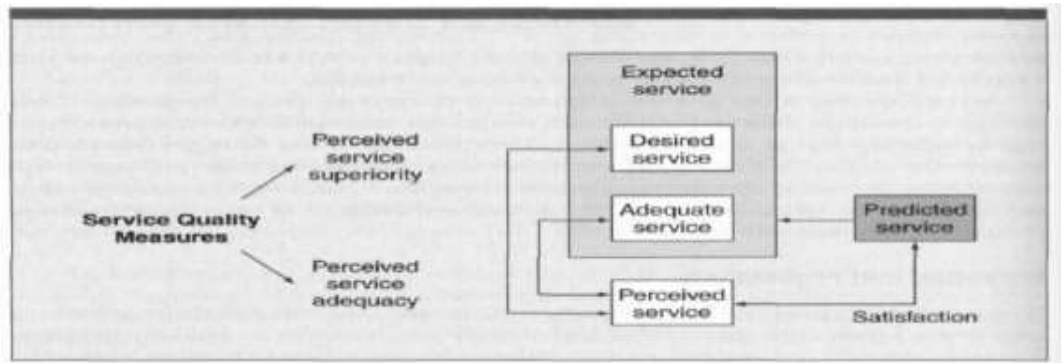 Expected
service
Perceived
service
superiority
Desired
service
Service Quality
Measures
Adequate
service
Predicted
service
Perceived
service
adequacy
Perceived
service
Satisfaction